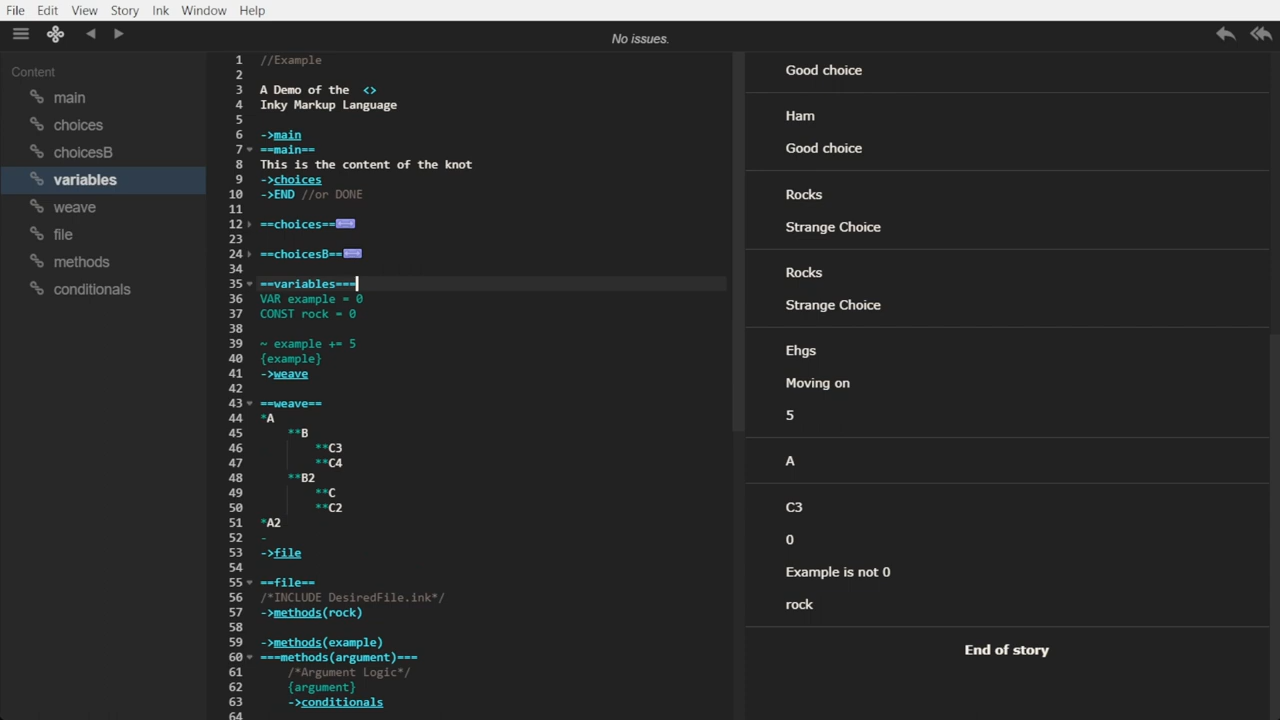 File Edit View Story Ink Window Help
No issues.
Content
main
choices
choicesB
variables
weave
file
methods
conditionals
1 //Example
2
3 A Demo of the <>
4 Inky Markup Language
5
6 ->main
7 ==main==
8 This is the content of the knot
9 ->choices
10 ->END //or DONE
11
12 ==choices==
23
24 ==choicesB==
34
35 ==variables===
36 VAR example = 0
37 CONST rock = 0
38
39 ~ example += 5
40 {example}
41 ->weave
42
43 ==weave==
44 *A
45 **B
46 **C3
47 **C4
48 **B2
49 **C
50 **C2
51 *A2
52 -
53 ->file
54
55 ==file==
56 /*INCLUDE DesiredFile.ink*/
57 ->methods(rock)
58
59 ->methods(example)
60 ===methods(argument)===
61 /*Argument Logic*/
62 {argument}
63 ->conditionals
64
Good choice
Ham
Good choice
Rocks
Strange Choice
Rocks
Strange Choice
Ehgs
Moving on
5
A
C3
0
Example is not 0
rock
End of story